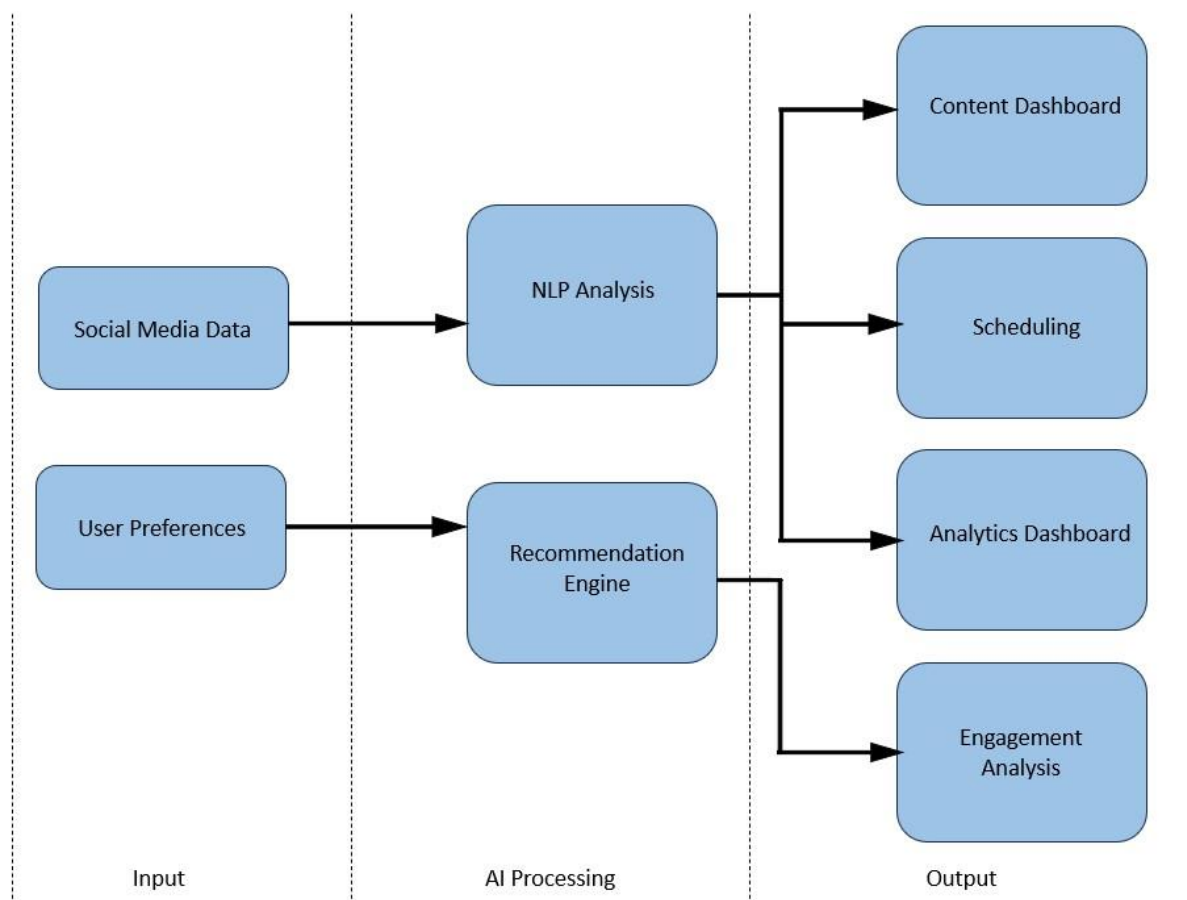 Content Dashboard
NLP Analysis
Social Media Data
Scheduling
User Preferences
Recommendation
Engine
Analytics Dashboard
Engagement
Analysis
Input
AI Processing
Output